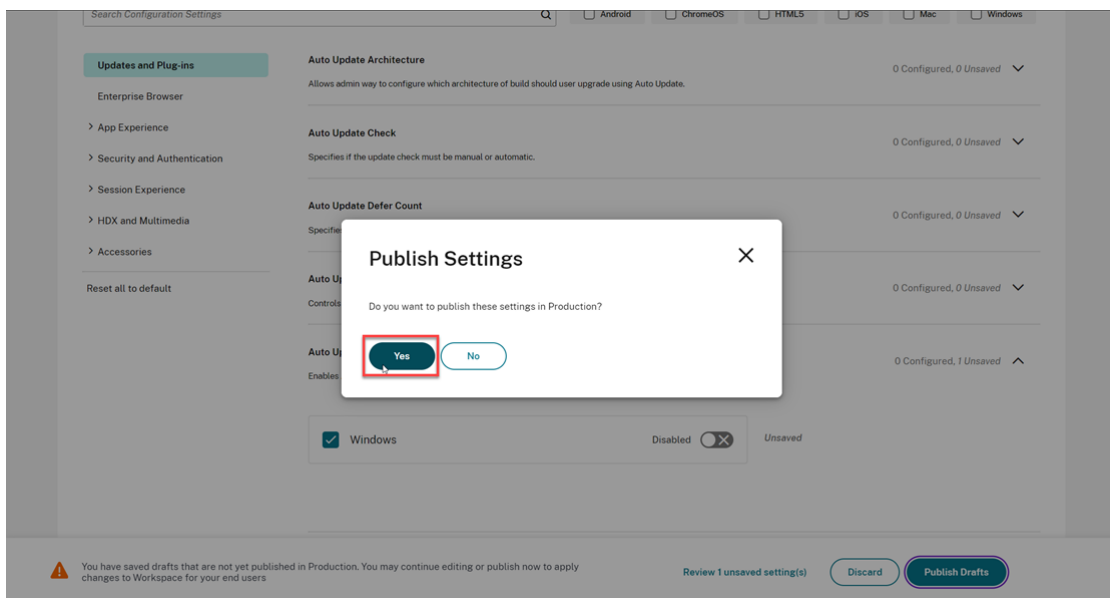 Search Configuration Settings
Android
ChromeOS
HTML5
iOS
Mac
Windows
Updates and Plug-ins
Enterprise Browser
App Experience
Security and Authentication
Session Experience
HDX and Multimedia
Accessories
Reset all to default
Auto Update Architecture
0 Configured, 0 Unsaved
Allows admin way to configure which architecture of build should user upgrade using Auto Update.
Auto Update Check
0 Configured, 0 Unsaved
Specifies if the update check must be manual or automatic.
Auto Update Defer Count
0 Configured, 0 Unsaved
Specifie
Auto Up
0 Configured, 0 Unsaved
Controls
Auto Up
0 Configured, 1 Unsaved
Enables
Publish Settings
Do you want to publish these settings in Production?
Yes
No
Windows
Disabled
Unsaved
You have saved drafts that are not yet published in Production. You may continue editing or publish now to apply
changes to Workspace for your end users
Review 1 unsaved setting(s)
Discard
Publish Drafts